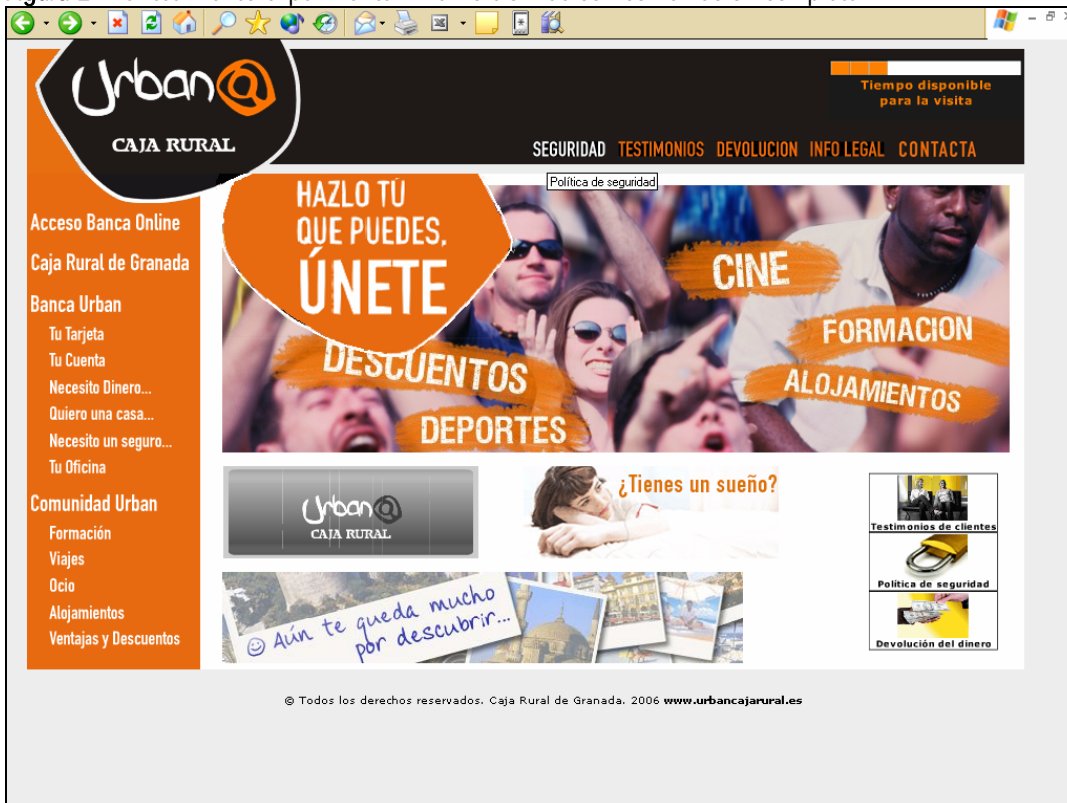 Urban@
CAJA RURAL
Tiempo disponible
para la visita
SEGURIDAD TESTIMONIOS DEVOLUCION INFO LEGAL CONTACTA
Política de seguridad
Acceso Banca Online
Caja Rural de Granada
Banca Urban
Tu Tarjeta
Tu Cuenta
Necesito Dinero...
Quiero una casa...
Necesito un seguro...
Tu Oficina
Comunidad Urban
Formación
Viajes
Ocio
Alojamientos
Ventajas y Descuentos
HAZLO TÚ
QUE PUEDES,
ÚNETE
CINE
FORMACION
DESCUENTOS
ALOJAMIENTOS
DEPORTES
Urban@
CAJA RURAL
¿Tienes un sueño?
Testimonios de clientes
Política de seguridad
Devolución del dinero
Aún te queda mucho
por descubrir...
© Todos los derechos reservados. Caja Rural de Granada. 2006 www.urbancajarural.es